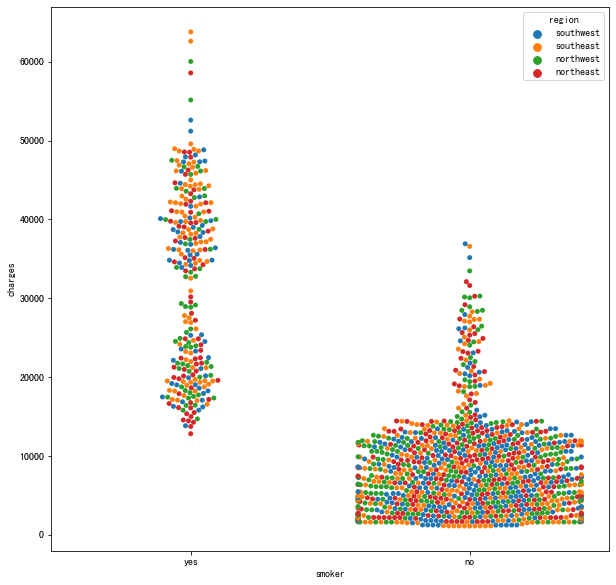 region
southwest
southeast
northwest
northeast
60000
50000
40000
30000
20000
10000
0
charges
yes
no
smoker